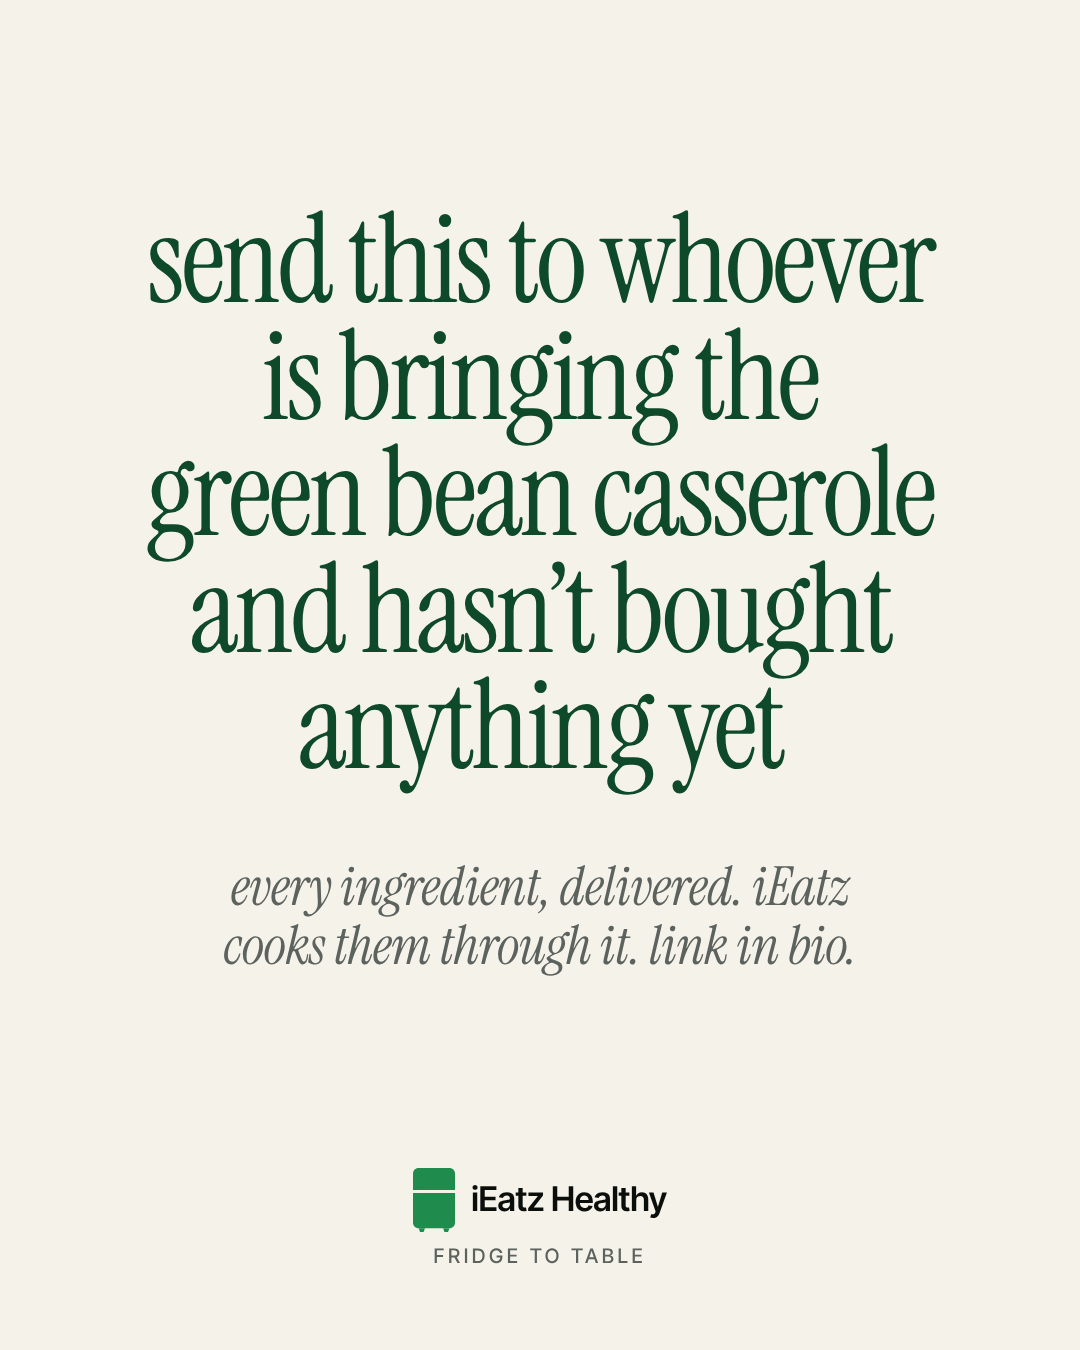 send this to whoever
is bringing the
green bean casserole
and hasn’t bought
anything yet
every ingredient, delivered. iEatz
cooks them through it. link in bio.
iEatz Healthy
FRIDGE TO TABLE